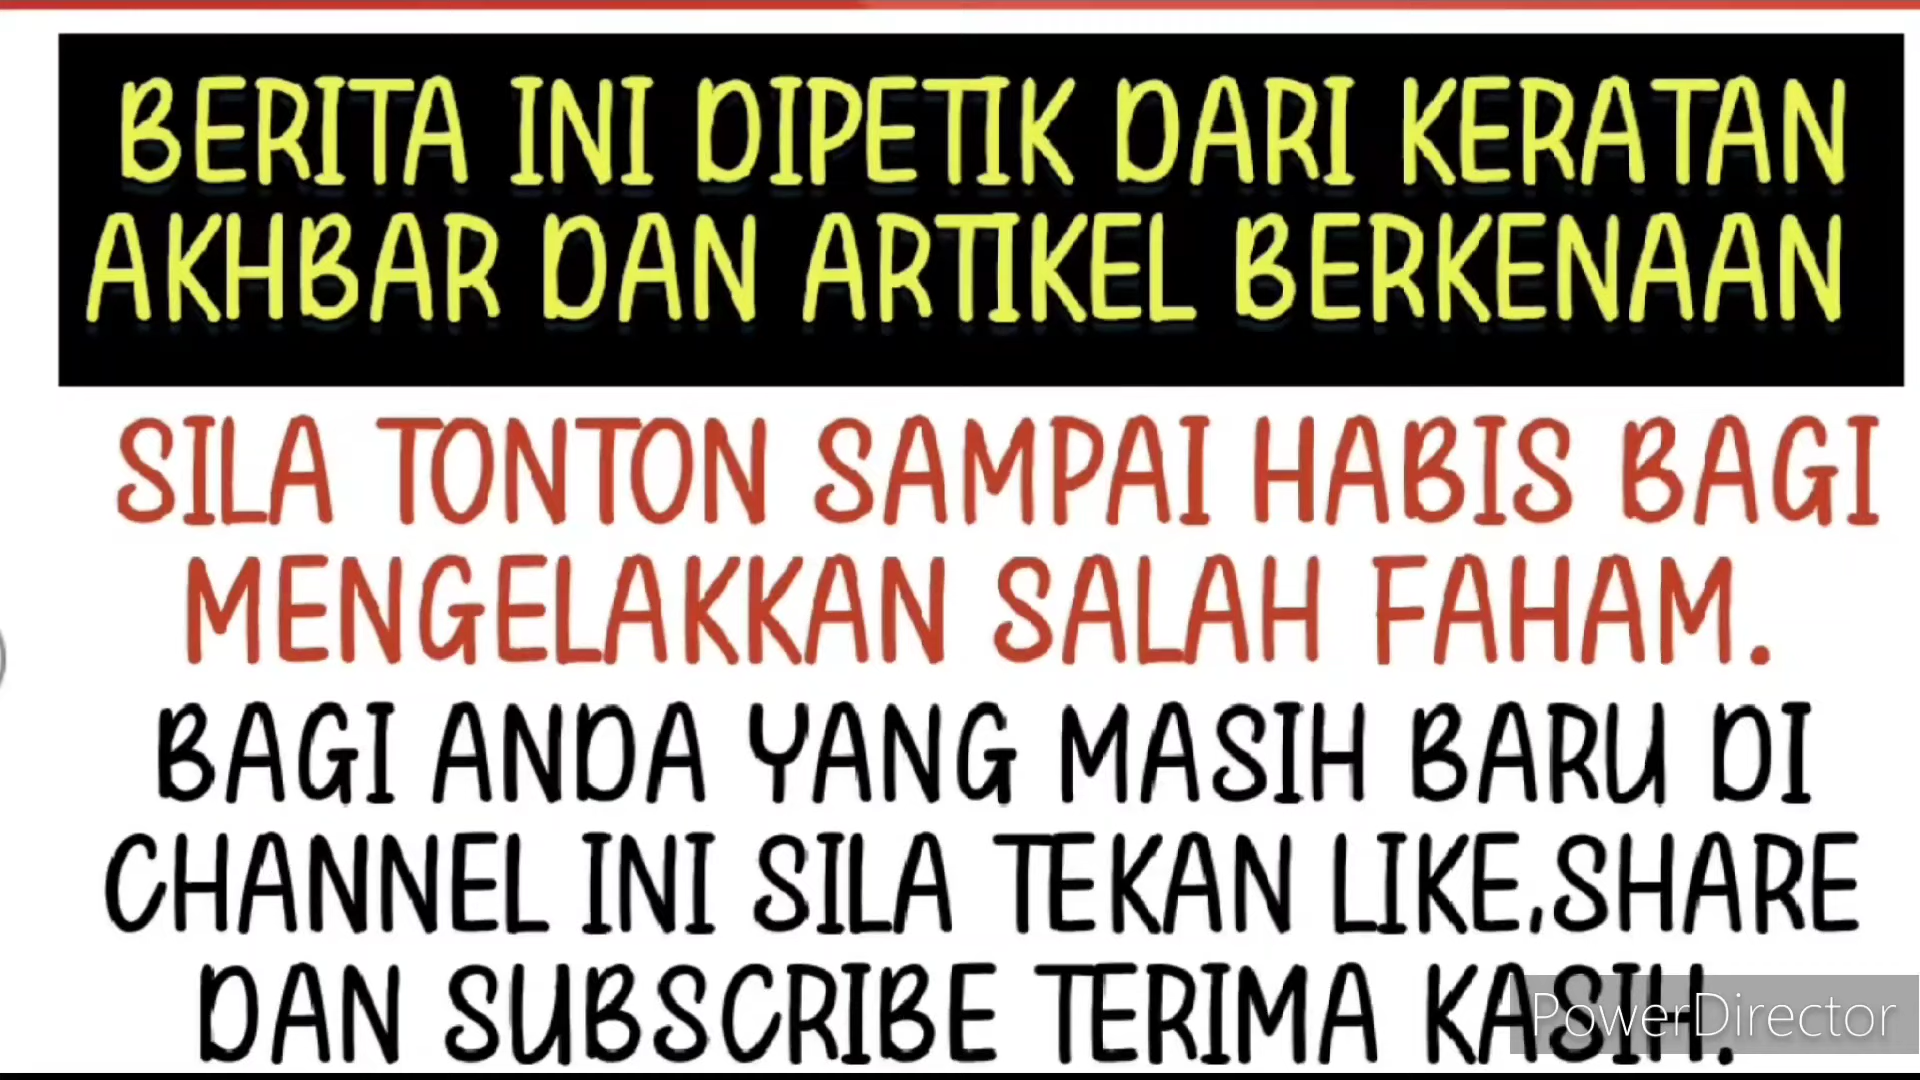 BERITA INI DIPETIK DARI KERATAN
AKHBAR DAN ARTIKEL BERKENAAN
SILA TONTON SAMPAI HABIS BAGI
MENGELAKKAN SALAH FAHAM.
BAGI ANDA YANG MASIH BARU DI
CHANNEL INI SILA TEKAN LIKE,SHARE
DAN SUBSCRIBE TERIMA KASIH.
PowerDirector